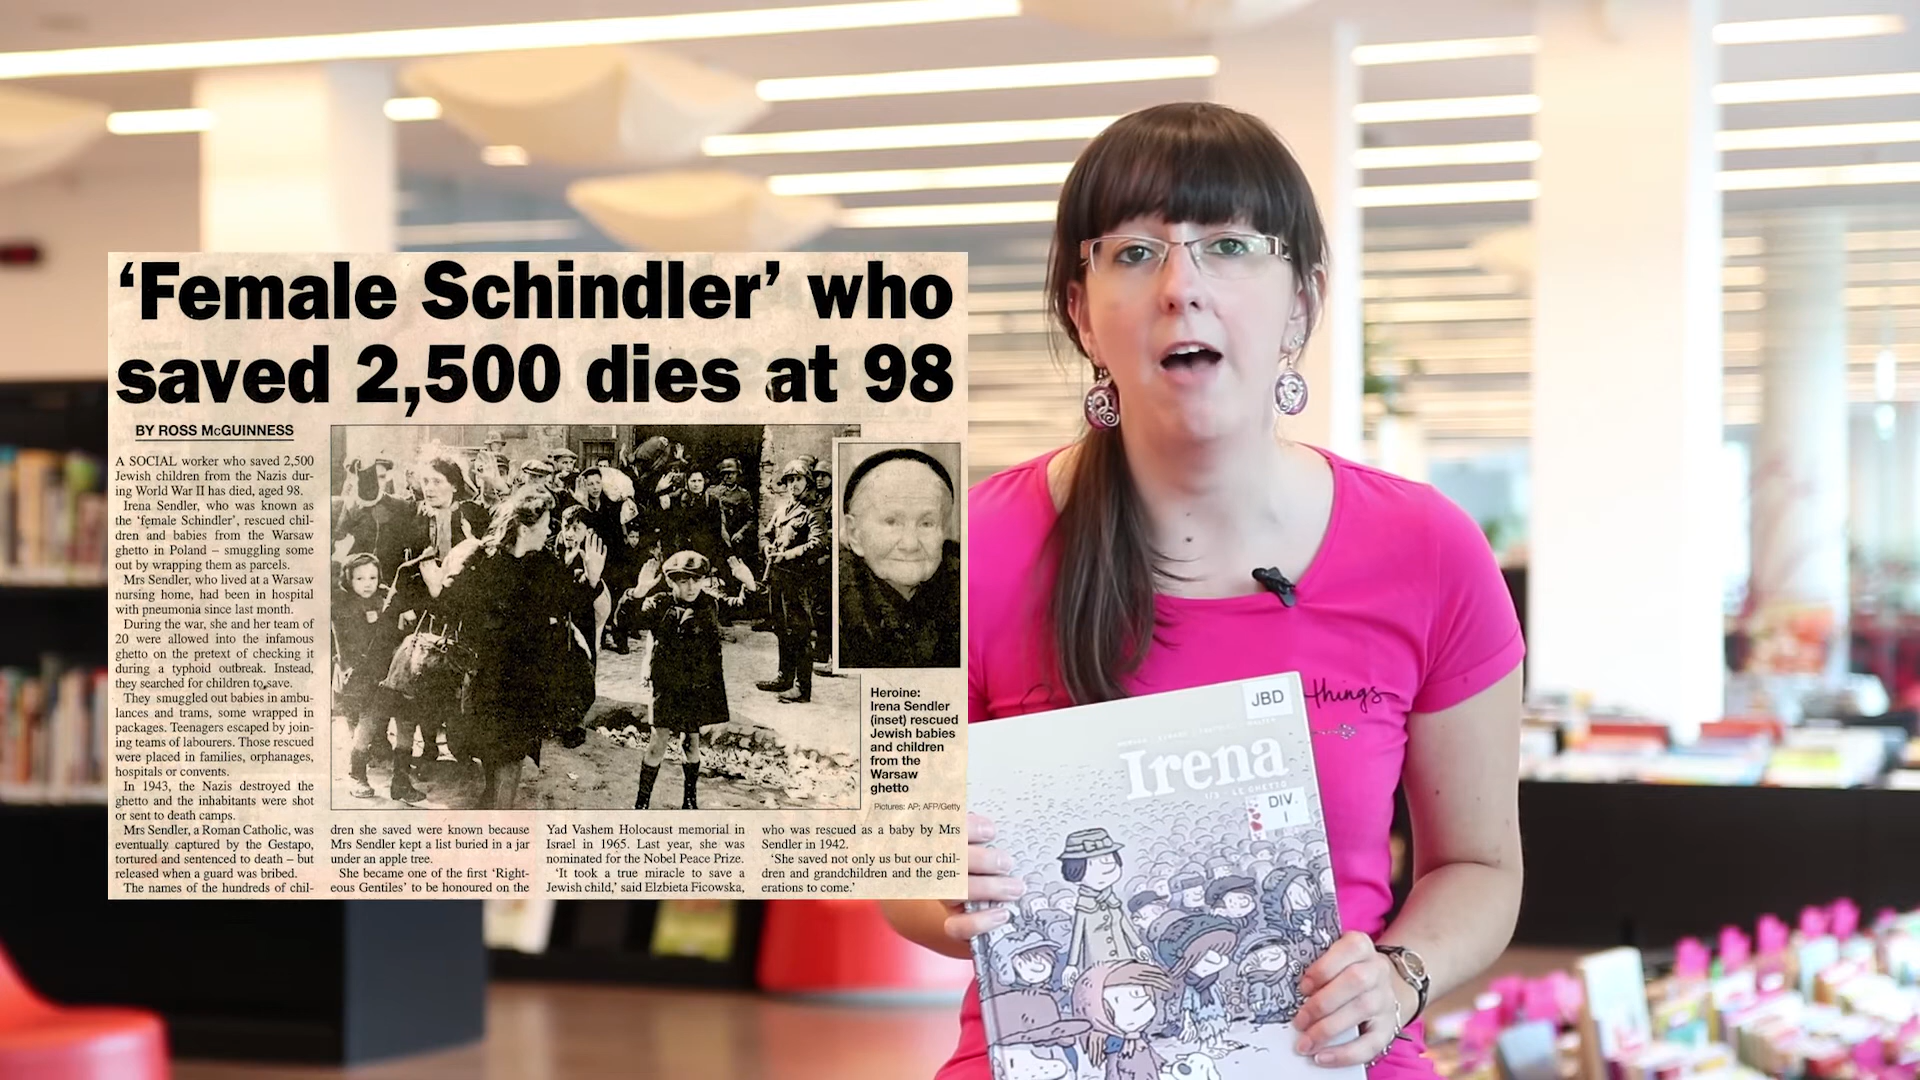 ‘Female Schindler’ who
saved 2,500 dies at 98
BY ROSS McGUINNESS
A SOCIAL worker who saved 2,500
Jewish children from the Nazis dur-
ing World War II has died, aged 98.
Irena Sendler, who was known as
the ‘female Schindler’, rescued chil-
dren and babies from the Warsaw
ghetto in Poland – smuggling some
out by wrapping them as parcels.
Mrs Sendler, who lived at a Warsaw
nursing home, had been in hospital
with pneumonia since last month.
During the war, she and her team of
20 were allowed into the infamous
ghetto on the pretext of checking it
during a typhoid outbreak. Instead,
they searched for children to save.
They smuggled out babies in ambu-
lances and trams, some wrapped in
packages. Teenagers escaped by join-
ing teams of labourers. Those rescued
were placed in families, orphanages,
hospitals or convents.
In 1943, the Nazis destroyed the
ghetto and the inhabitants were shot
or sent to death camps.
Mrs Sendler, a Roman Catholic, was
eventually captured by the Gestapo,
tortured and sentenced to death – but
released when a guard was bribed.
The names of the hundreds of chil-
dren she saved were known because
Mrs Sendler kept a list buried in a jar
under an apple tree.
She became one of the first ‘Right-
eous Gentiles’ to be honoured on the
Yad Vashem Holocaust memorial in
Israel in 1965. Last year, she was
nominated for the Nobel Peace Prize.
‘It took a true miracle to save a
Jewish child,’ said Elzbieta Ficowska,
who was rescued as a baby by Mrs
Sendler in 1942.
‘She saved not only us but our chil-
dren and grandchildren and the gen-
erations to come.’
Heroine:
Irena Sendler
(inset) rescued
Jewish babies
and children
from the
Warsaw
ghetto
Pictures: AP; AFP/Getty
things
JBD
Irena
1/3 - LE GHETTO
DIV.
1